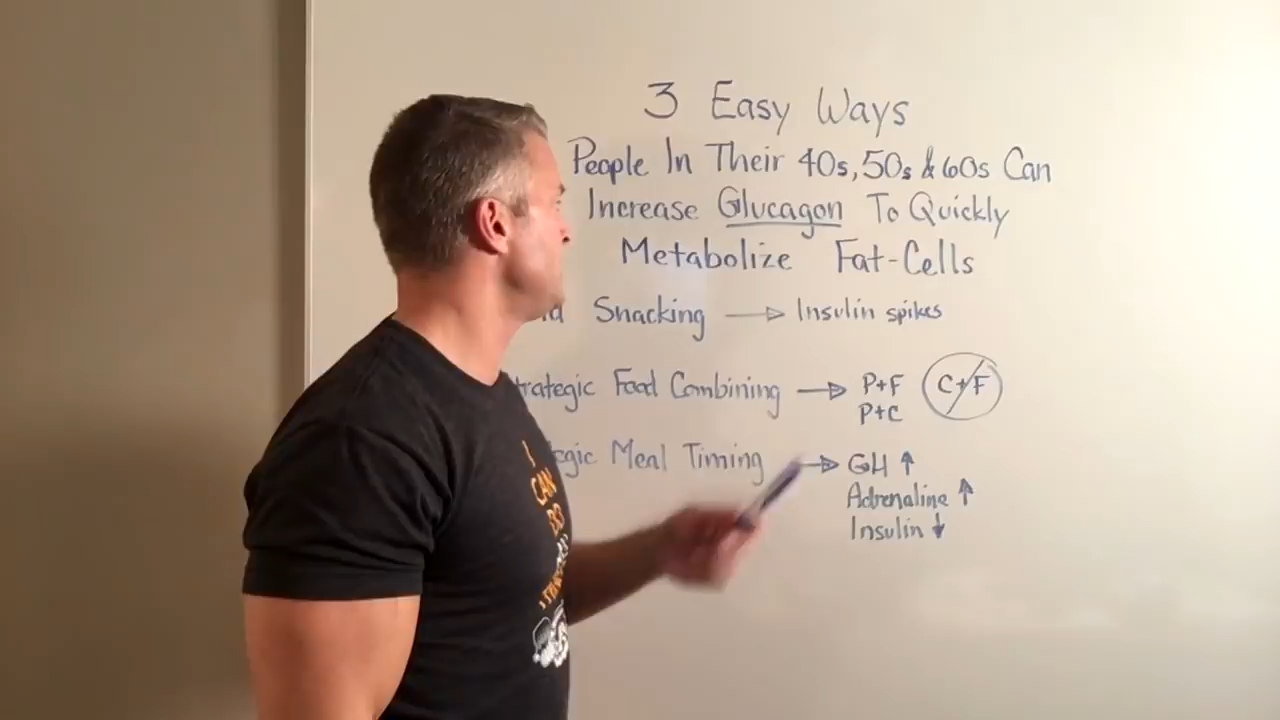 3 Easy Ways
People In Their 40s, 50s & 60s Can
Increase Glucagon To Quickly
Metabolize Fat-Cells
Snacking → Insulin spikes
Food Combining → P+F C+F
P+C
Meal Timing → GH ↑
Adrenaline ↑
Insulin ↓
I
CAN